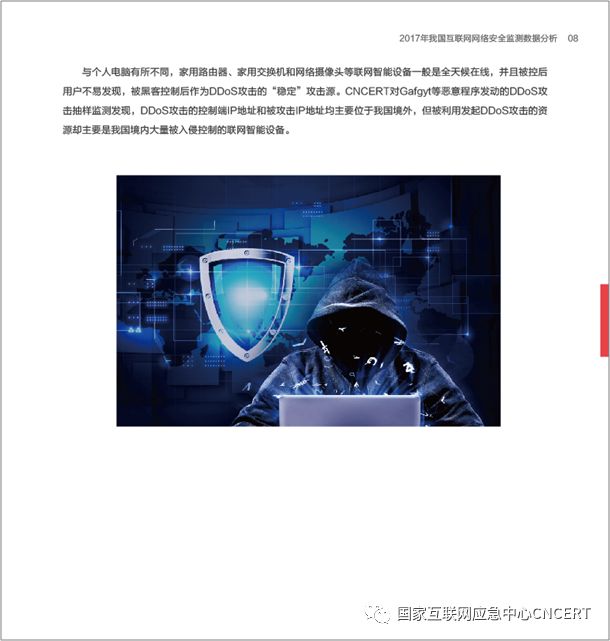 2017年我国互联网网络安全监测数据分析 08
与个人电脑有所不同，家用路由器、家用交换机和网络摄像头等联网智能设备一般是全天候在线，并且被控后
用户不易发现，被黑客控制后作为DDoS攻击的“稳定”攻击源。CNCERT对Gafgyt等恶意程序发动的DDoS攻
击抽样监测发现，DDoS攻击的控制端IP地址和被攻击IP地址均主要位于我国境外，但被利用发起DDoS攻击的资
源却主要是我国境内大量被入侵控制的联网智能设备。
国家互联网应急中心CNCERT